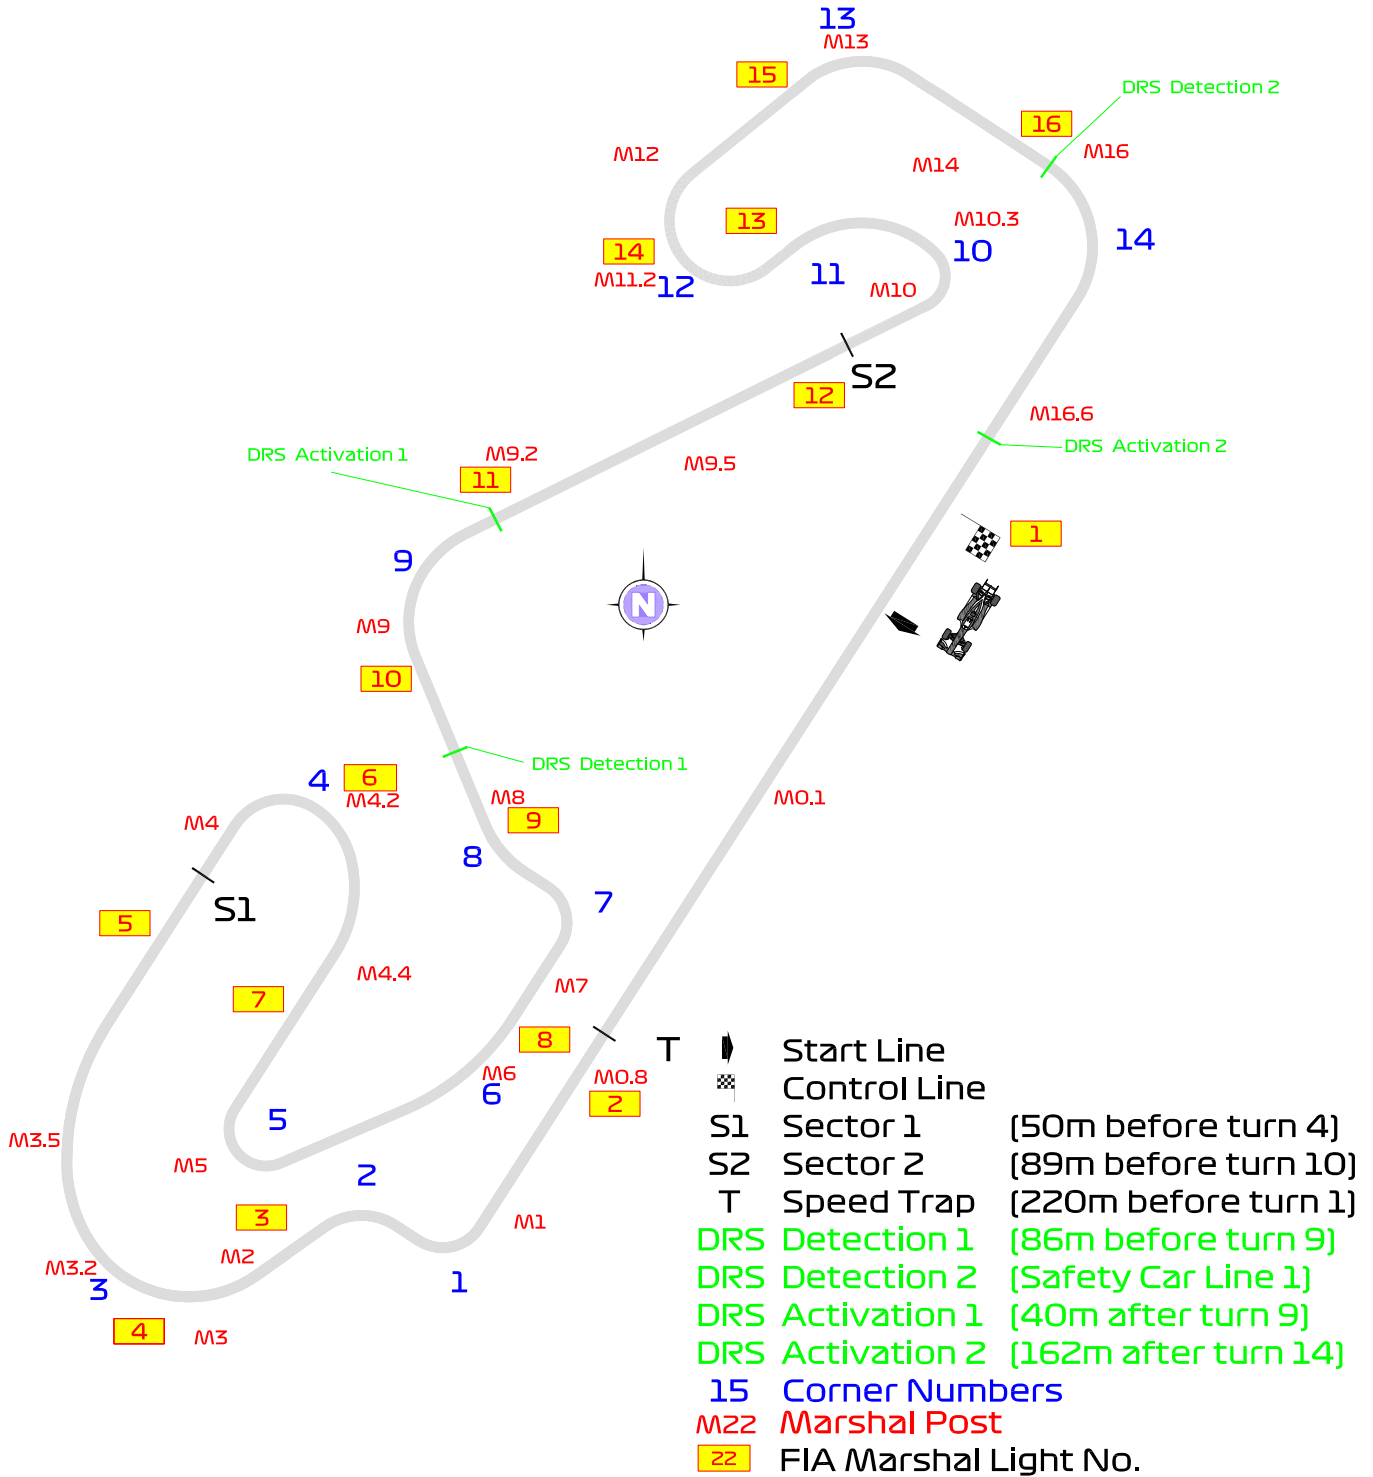 13
M13
15
DRS Detection 2
16
M16
M12
M14
13
M10.3
14
14
10
M11.2
12
11
M10
S2
12
M16.6
DRS Activation 2
DRS Activation 1
M9.2
11
M9.5
1
9
N
M9
10
DRS Detection 1
4
6
M4.2
M8
9
M0.1
M4
8
5
S1
7
M4.4
7
M7
8
T
M6
6
M0.8
2
5
M3.5
M5
2
3
M1
M2
M3.2
3
1
4
M3
Start Line
Control Line
S1 Sector 1 (50m before turn 4)
S2 Sector 2 (89m before turn 10)
T Speed Trap (220m before turn 1)
DRS Detection 1 (86m before turn 9)
DRS Detection 2 (Safety Car Line 1)
DRS Activation 1 (40m after turn 9)
DRS Activation 2 (162m after turn 14)
15 Corner Numbers
M22 Marshal Post
22 FIA Marshal Light No.